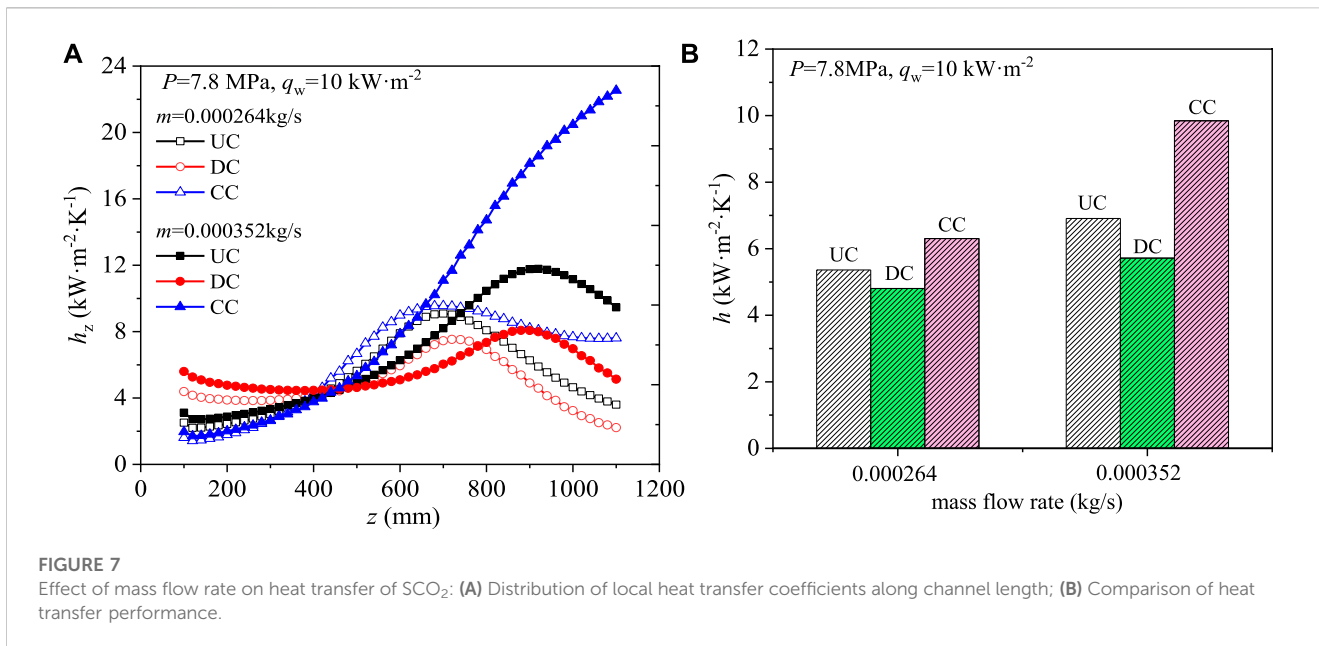 A
P=7.8 MPa, q_w=10 kW·m⁻²
m=0.000264kg/s
UC
DC
CC
m=0.000352kg/s
UC
DC
CC
24
20
16
12
8
4
0
h_z (kW·m⁻²·K⁻¹)
0 200 400 600 800 1000 1200
z (mm)
B
P=7.8MPa, q_w=10 kW·m⁻²
12
10
8
6
4
2
0
h (kW·m⁻²·K⁻¹)
UC
DC
CC
UC
DC
CC
0.000264 0.000352
mass flow rate (kg/s)
FIGURE 7
Effect of mass flow rate on heat transfer of SCO₂: (A) Distribution of local heat transfer coefficients along channel length; (B) Comparison of heat
transfer performance.